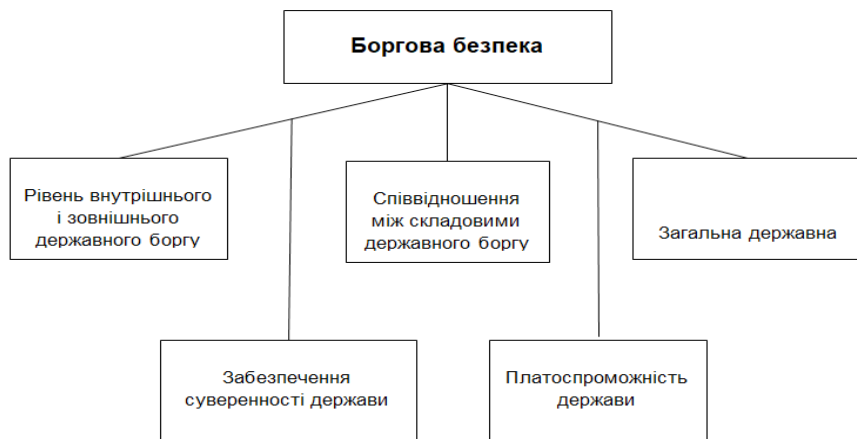 Боргова безпека
Рівень внутрішнього
і зовнішнього
державного боргу
Співвідношення
між складовими
державного боргу
Загальна державна
Забезпечення
суверенності держави
Платоспроможність
держави